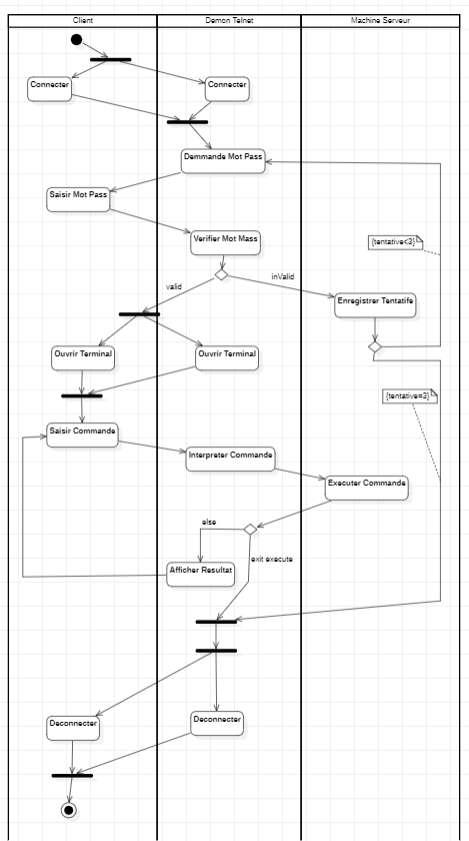 Client
Demon Telnet
Machine Serveur
Connecter
Connecter
Demmande Mot Pass
Saisir Mot Pass
Verifier Mot Mass
{tentative<3}
valid
inValid
Enregistrer Tentatife
Ouvrir Terminal
Ouvrir Terminal
{tentative=3}
Saisir Commande
Interpreter Commande
Executer Commande
else
exit execute
Afficher Resultat
Deconnecter
Deconnecter